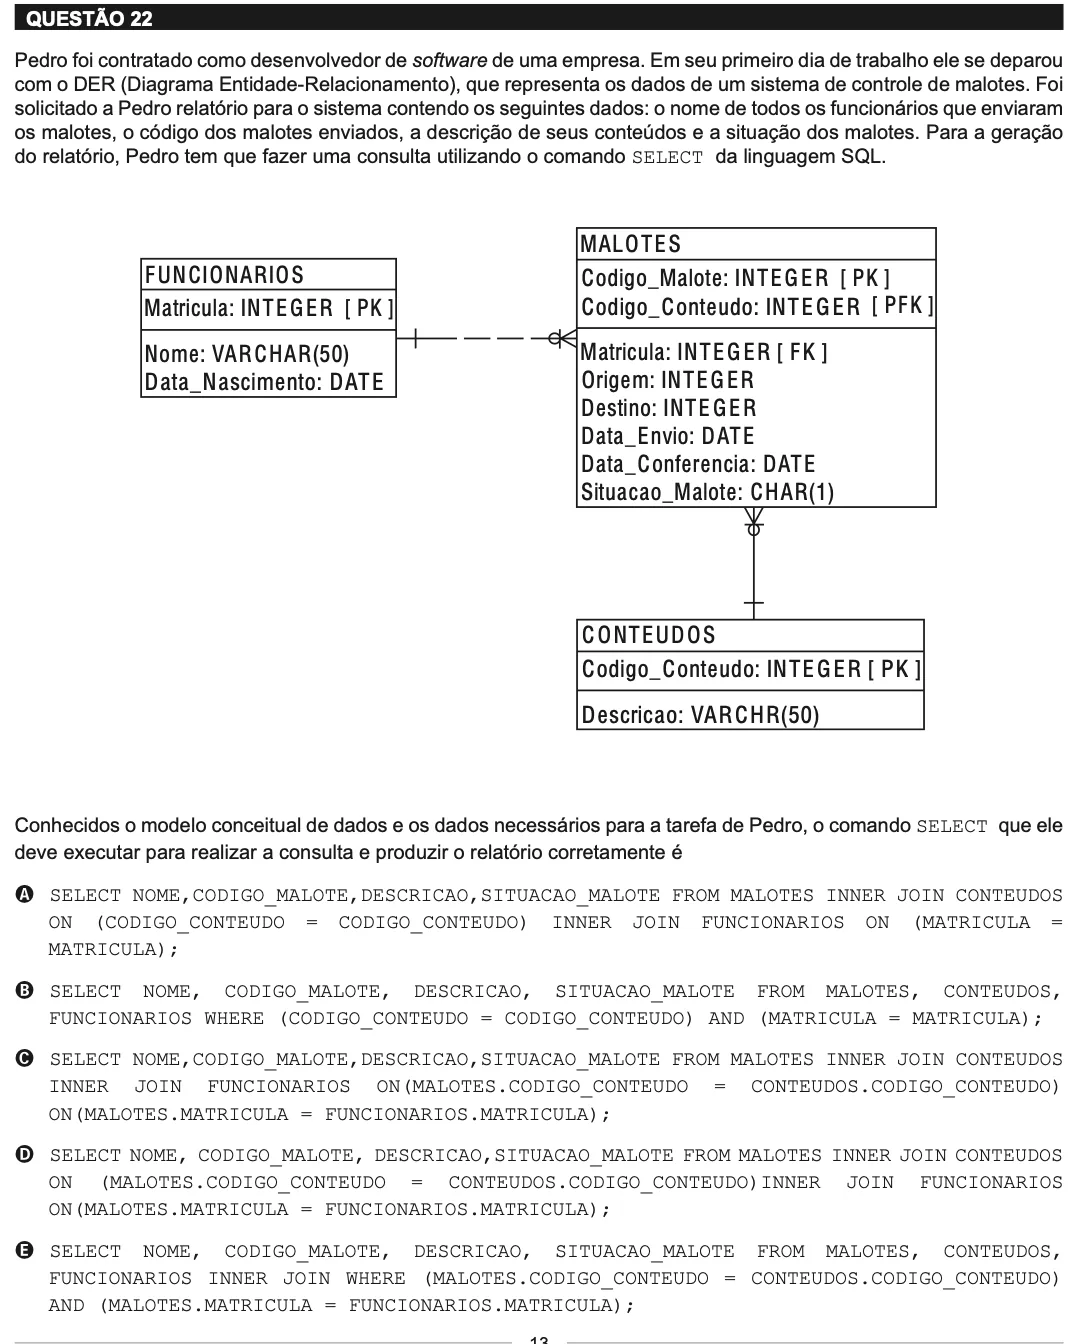 QUESTÃO 22
Pedro foi contratado como desenvolvedor de software de uma empresa. Em seu primeiro dia de trabalho ele se deparou
com o DER (Diagrama Entidade-Relacionamento), que representa os dados de um sistema de controle de malotes. Foi
solicitado a Pedro relatório para o sistema contendo os seguintes dados: o nome de todos os funcionários que enviaram
os malotes, o código dos malotes enviados, a descrição de seus conteúdos e a situação dos malotes. Para a geração
do relatório, Pedro tem que fazer uma consulta utilizando o comando SELECT da linguagem SQL.
FUNCIONARIOS
Matricula: INTEGER [ PK ]
Nome: VARCHAR(50)
Data_Nascimento: DATE
MALOTES
Codigo_Malote: INTEGER [ PK ]
Codigo_Conteudo: INTEGER [ PFK ]
Matricula: INTEGER [ FK ]
Origem: INTEGER
Destino: INTEGER
Data_Envio: DATE
Data_Conferencia: DATE
Situacao_Malote: CHAR(1)
CONTEUDOS
Codigo_Conteudo: INTEGER [ PK ]
Descricao: VARCHR(50)
Conhecidos o modelo conceitual de dados e os dados necessários para a tarefa de Pedro, o comando SELECT que ele
deve executar para realizar a consulta e produzir o relatório corretamente é
A SELECT NOME,CODIGO_MALOTE,DESCRICAO,SITUACAO_MALOTE FROM MALOTES INNER JOIN CONTEUDOS
ON (CODIGO_CONTEUDO = CODIGO_CONTEUDO) INNER JOIN FUNCIONARIOS ON (MATRICULA =
MATRICULA);
B SELECT NOME, CODIGO_MALOTE, DESCRICAO, SITUACAO_MALOTE FROM MALOTES, CONTEUDOS,
FUNCIONARIOS WHERE (CODIGO_CONTEUDO = CODIGO_CONTEUDO) AND (MATRICULA = MATRICULA);
C SELECT NOME,CODIGO_MALOTE,DESCRICAO,SITUACAO_MALOTE FROM MALOTES INNER JOIN CONTEUDOS
INNER JOIN FUNCIONARIOS ON(MALOTES.CODIGO_CONTEUDO = CONTEUDOS.CODIGO_CONTEUDO)
ON(MALOTES.MATRICULA = FUNCIONARIOS.MATRICULA);
D SELECT NOME, CODIGO_MALOTE, DESCRICAO,SITUACAO_MALOTE FROM MALOTES INNER JOIN CONTEUDOS
ON (MALOTES.CODIGO_CONTEUDO = CONTEUDOS.CODIGO_CONTEUDO)INNER JOIN FUNCIONARIOS
ON(MALOTES.MATRICULA = FUNCIONARIOS.MATRICULA);
E SELECT NOME, CODIGO_MALOTE, DESCRICAO, SITUACAO_MALOTE FROM MALOTES, CONTEUDOS,
FUNCIONARIOS INNER JOIN WHERE (MALOTES.CODIGO_CONTEUDO = CONTEUDOS.CODIGO_CONTEUDO)
AND (MALOTES.MATRICULA = FUNCIONARIOS.MATRICULA);
13